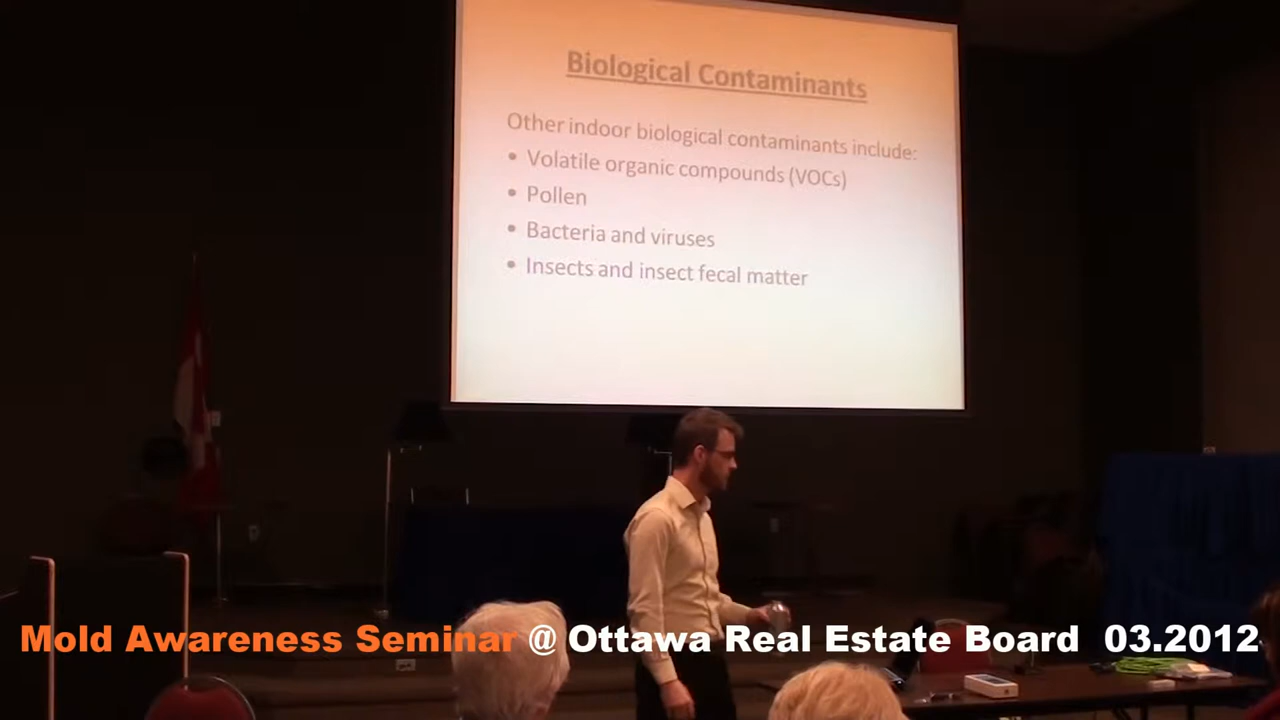 Biological Contaminants
Other indoor biological contaminants include:
• Volatile organic compounds (VOCs)
• Pollen
• Bacteria and viruses
• Insects and insect fecal matter
Mold Awareness Seminar @ Ottawa Real Estate Board 03.2012